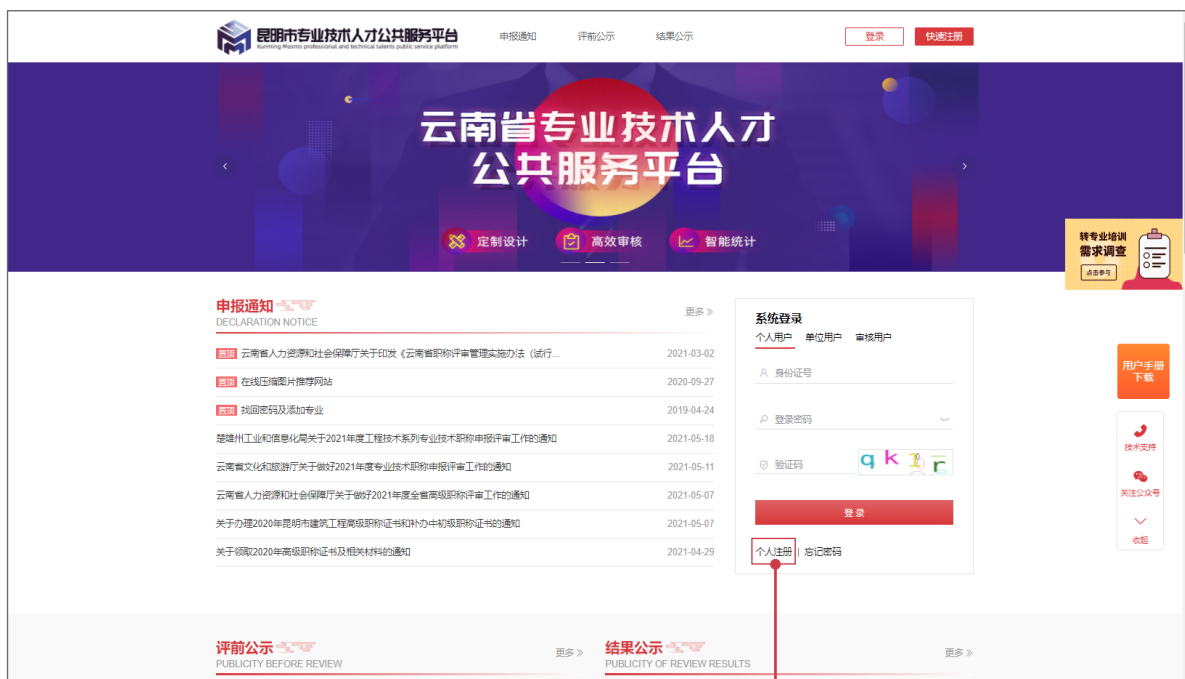 昆明市专业技术人才公共服务平台
Kunming Mosmo professional and technical talents public service platform
申报通知 评前公示 结果公示
登录 快速注册
云南省专业技术人才
公共服务平台
定制设计 高效审核 智能统计
转专业培训
需求调查
点击参与
申报通知
DECLARATION NOTICE
更多
置顶 云南省人力资源和社会保障厅关于印发《云南省职称评审管理实施办法（试行... 2021-03-02
置顶 在线压缩图片推荐网站 2020-09-27
置顶 找回密码及添加专业 2019-04-24
楚雄州工业和信息化局关于2021年度工程技术系列专业技术职称申报评审工作的通知 2021-05-18
云南省文化和旅游厅关于做好2021年度专业技术职称申报评审工作的通知 2021-05-11
云南省人力资源和社会保障厅关于做好2021年度全省高级职称评审工作的通知 2021-05-07
关于办理2020年昆明市建筑工程高级职称证书和补办中初级职称证书的通知 2021-05-07
关于领取2020年高级职称证书及相关材料的通知 2021-04-29
系统登录
个人用户 单位用户 审核用户
身份证号
登录密码
验证码
登 录
个人注册 | 忘记密码
用户手册
下载
技术支持
关注公众号
收起
评前公示
PUBLICITY BEFORE REVIEW
更多
结果公示
PUBLICITY OF REVIEW RESULTS
更多